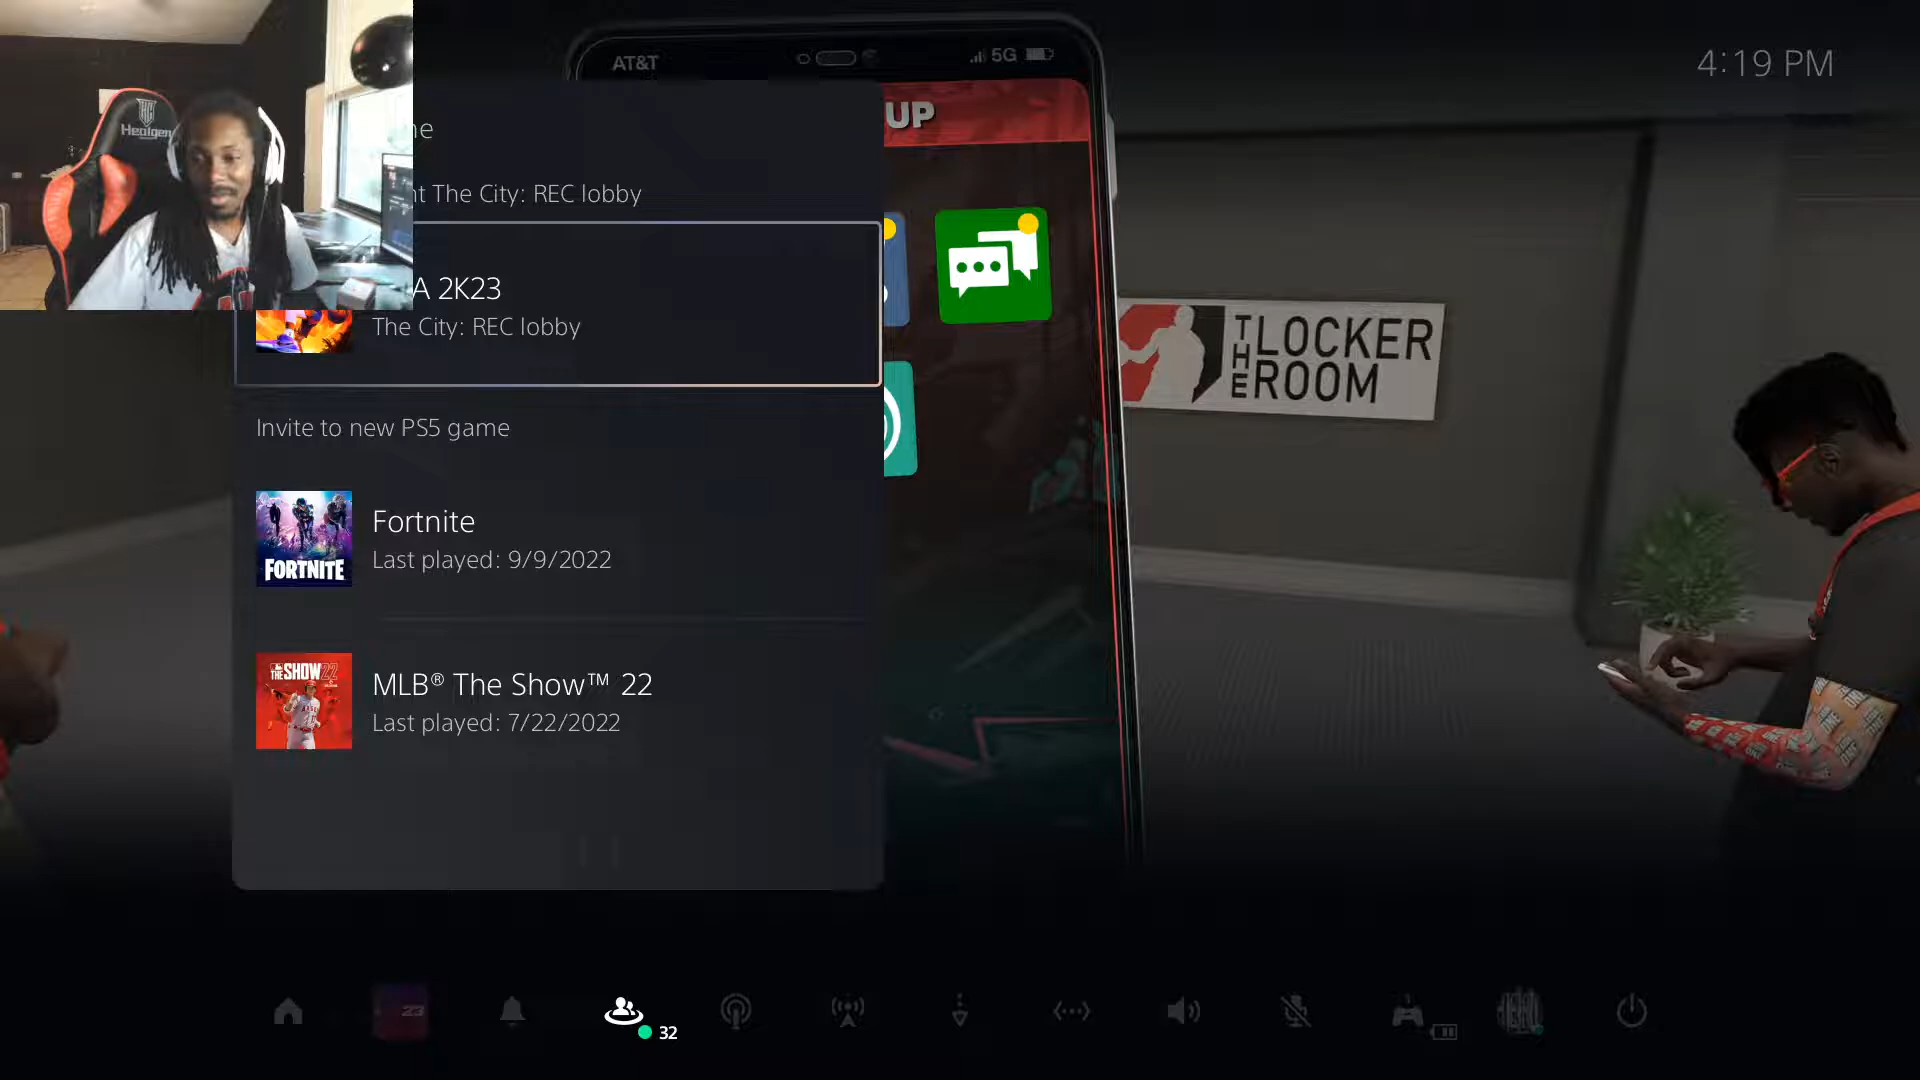 AT&T
5G
4:19 PM
Healgen
UP
The City: REC lobby
2K23
The City: REC lobby
THE LOCKER ROOM
Invite to new PS5 game
Fortnite
Last played: 9/9/2022
FORTNITE
THE SHOW 22
MLB® The Show™ 22
Last played: 7/22/2022
23
32